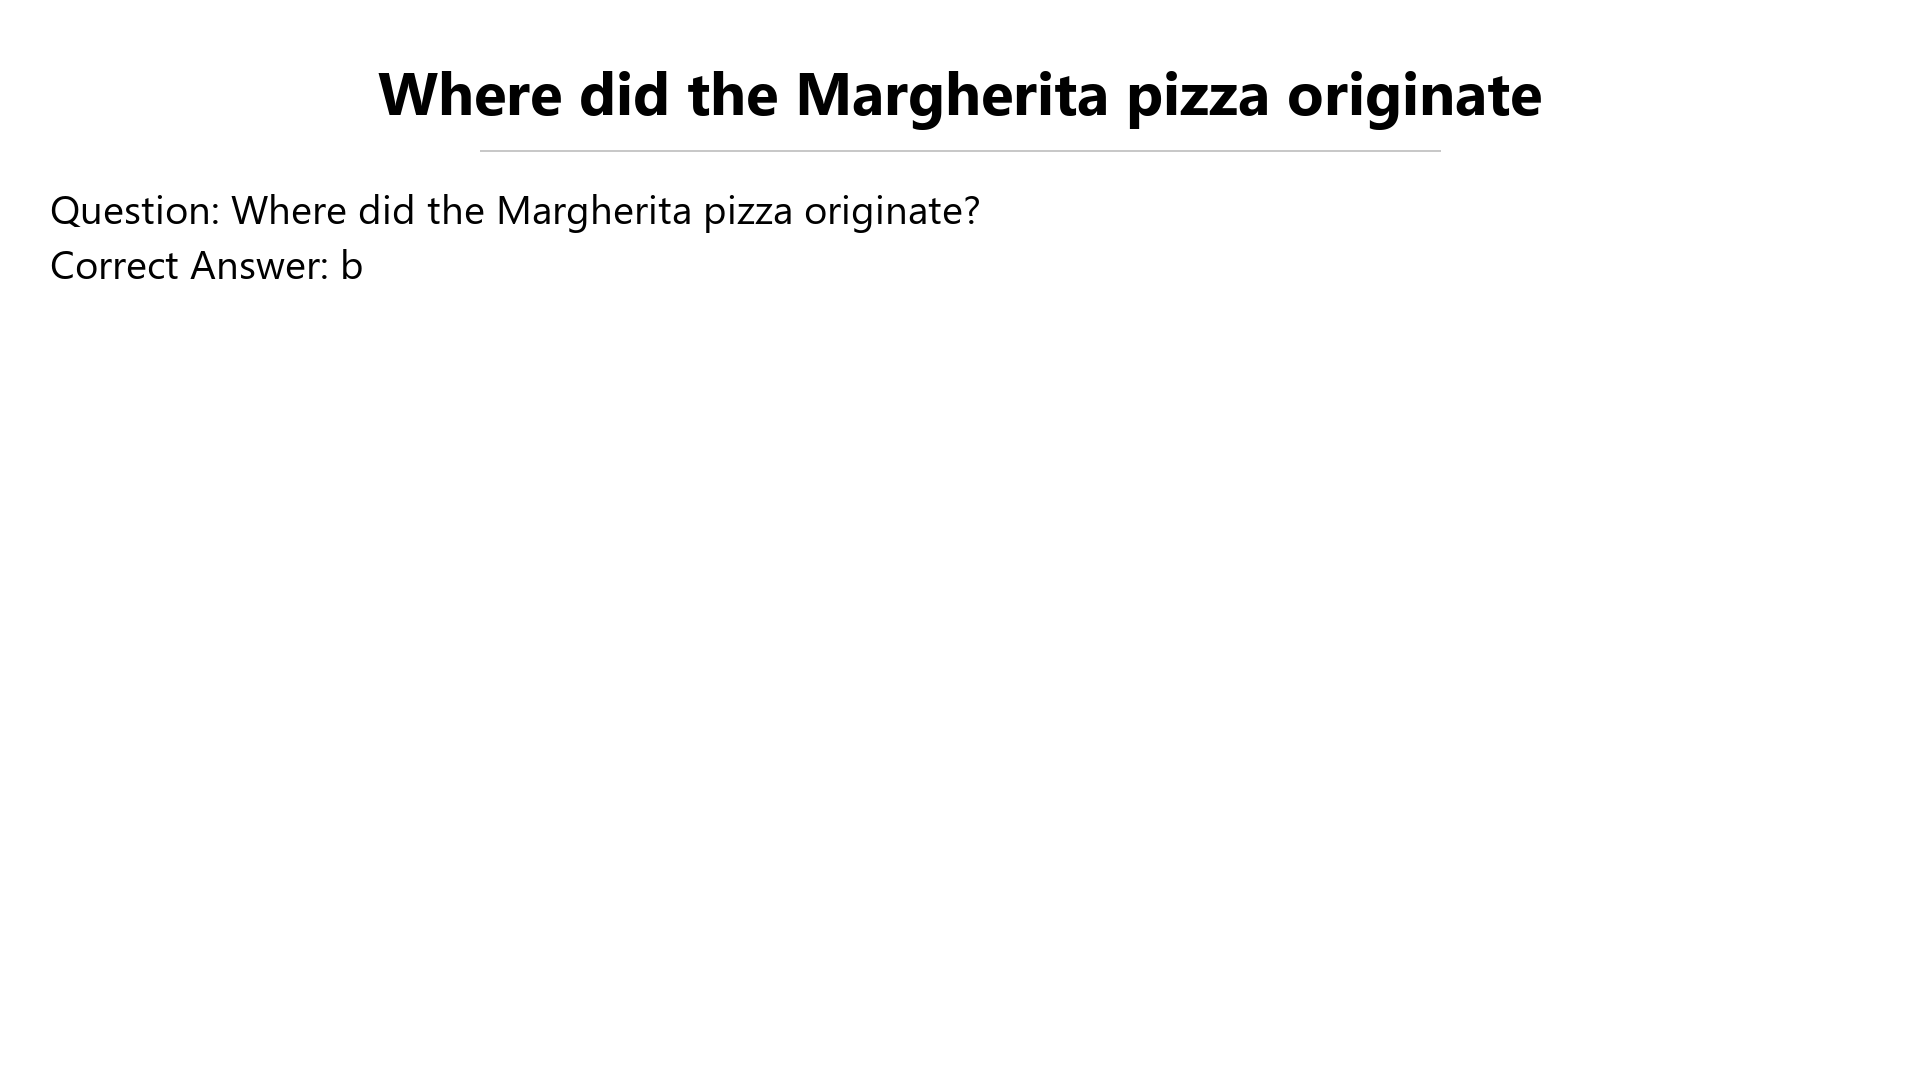 Where did the Margherita pizza originate
Question: Where did the Margherita pizza originate?
Correct Answer: b